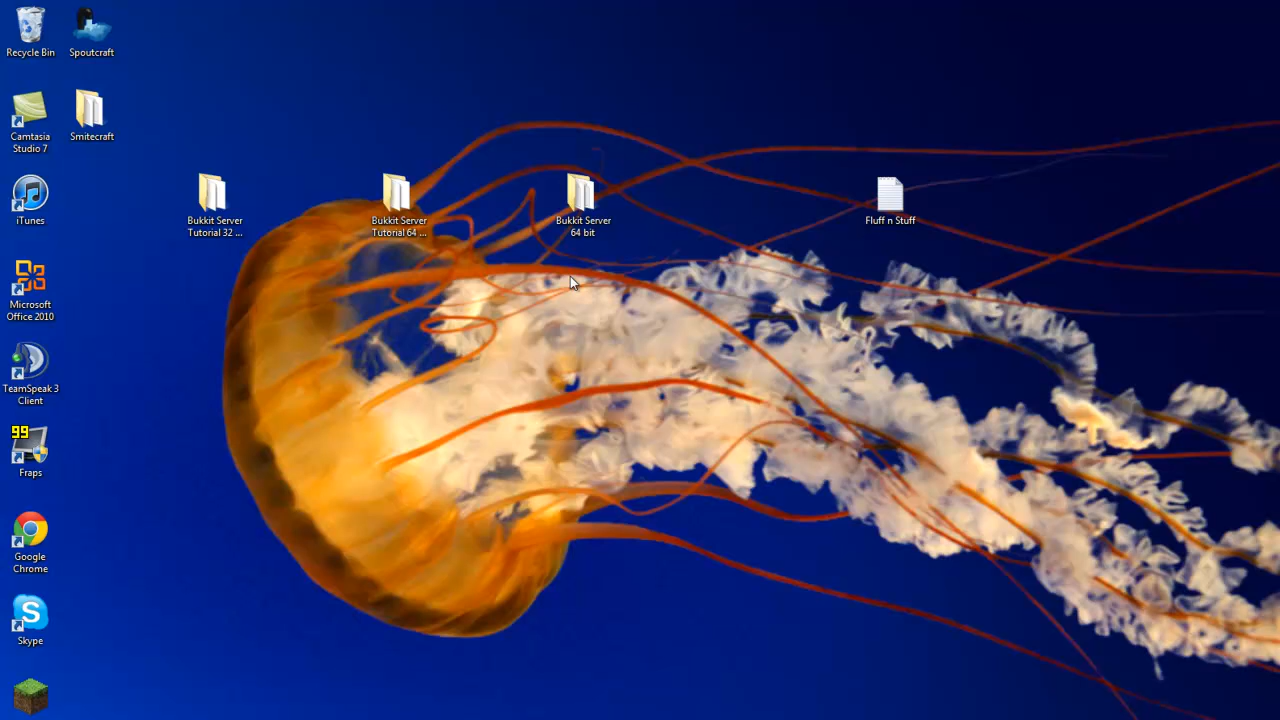 Recycle Bin
Spoutcraft
Camtasia
Studio 7
Smitecraft
iTunes
Bukkit Server
Tutorial 32 ...
Bukkit Server
Tutorial 64 ...
Bukkit Server
64 bit
Fluff n Stuff
Microsoft
Office 2010
TeamSpeak 3
Client
99
Fraps
Google
Chrome
S
Skype